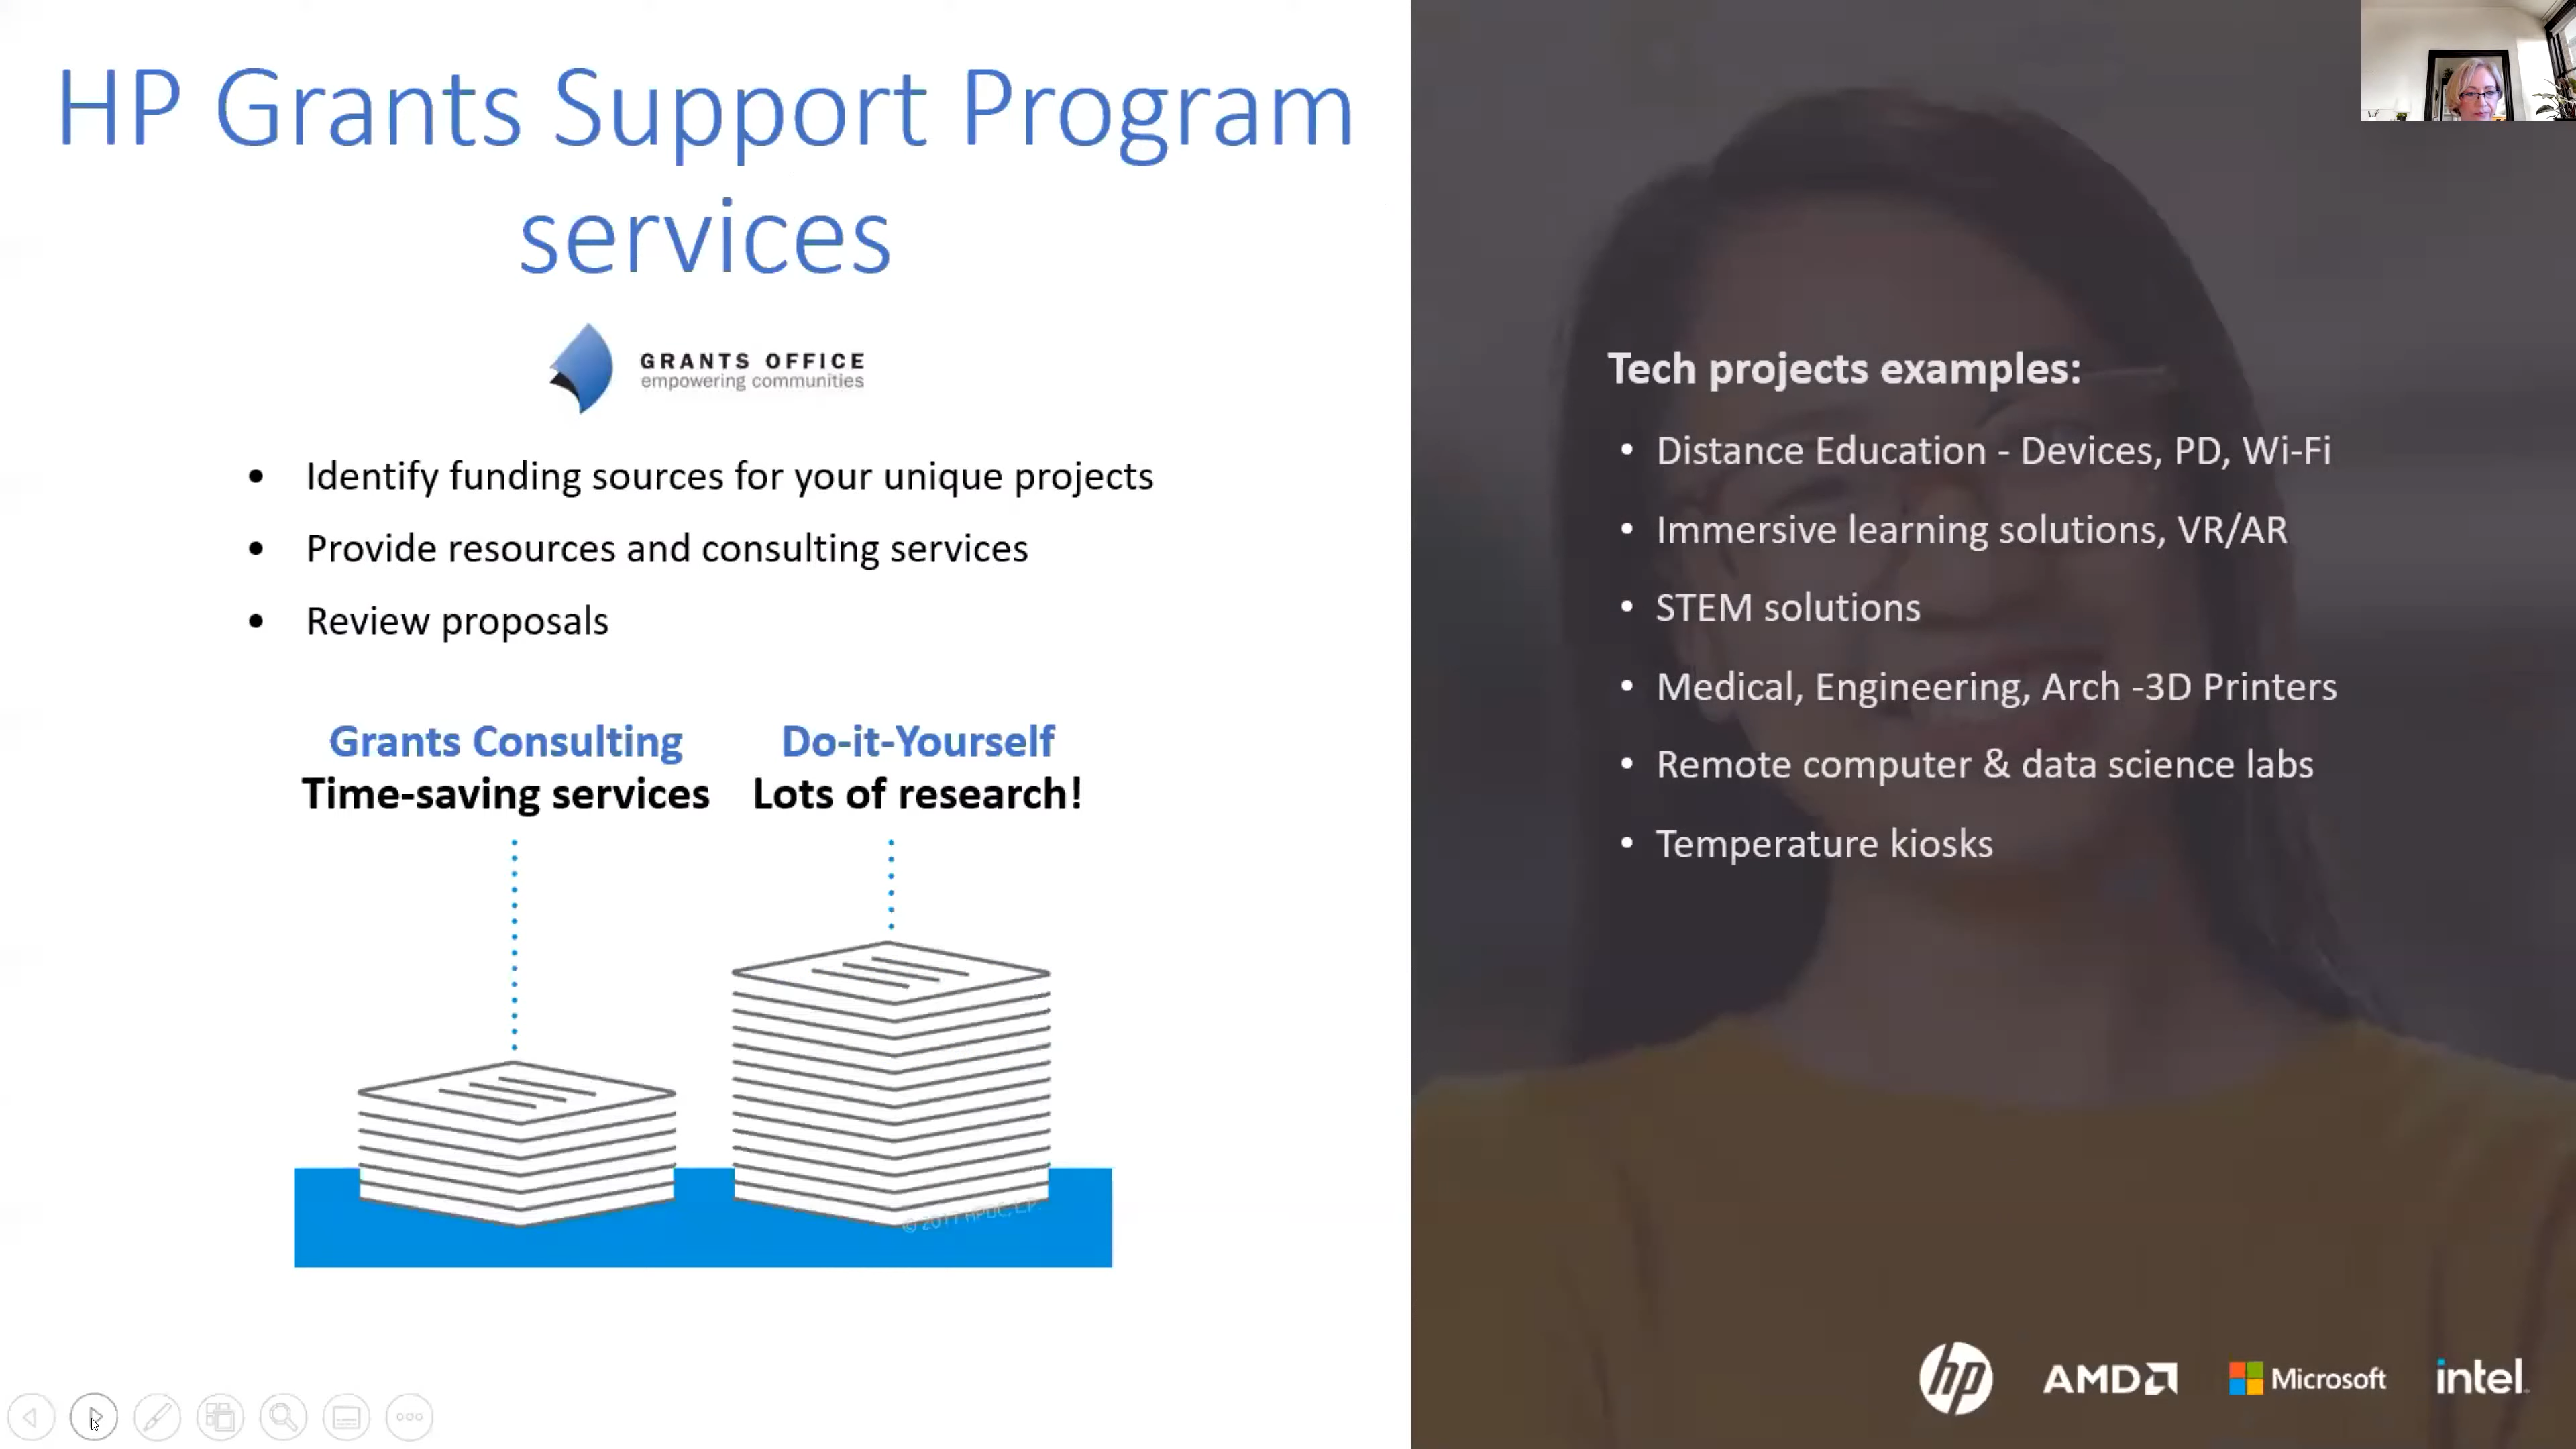 HP Grants Support Program
services
GRANTS OFFICE
empowering communities
• Identify funding sources for your unique projects
• Provide resources and consulting services
• Review proposals
Grants Consulting
Time-saving services
Do-it-Yourself
Lots of research!
© 2017 HPDC, L.P.
Tech projects examples:
• Distance Education - Devices, PD, Wi-Fi
• Immersive learning solutions, VR/AR
• STEM solutions
• Medical, Engineering, Arch -3D Printers
• Remote computer & data science labs
• Temperature kiosks
hp
AMD
Microsoft
intel